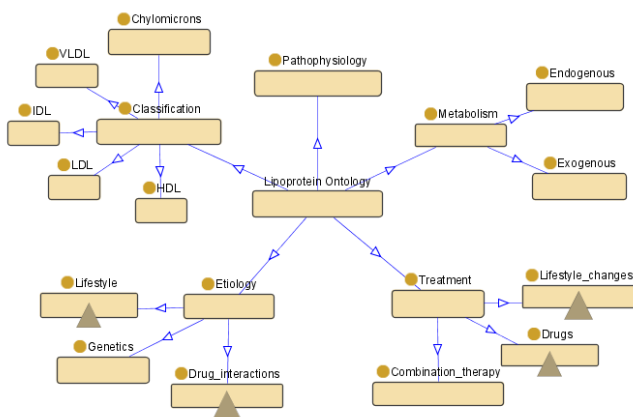 Chylomicrons
VLDL
Pathophysiology
Endogenous
IDL
Classification
Metabolism
LDL
HDL
Lipoprotein Ontology
Exogenous
Lifestyle
Etiology
Treatment
Lifestyle_changes
Genetics
Drugs
Drug_interactions
Combination_therapy